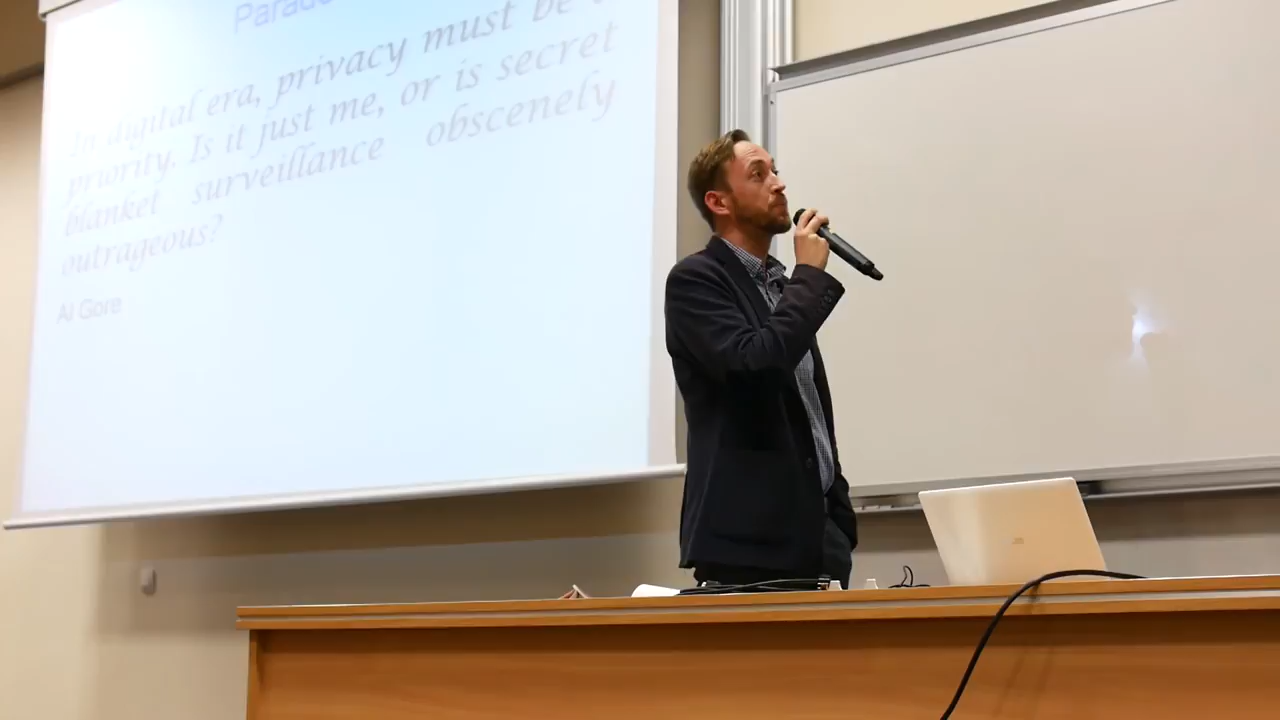 In digital era, privacy must be
priority. Is it just me, or is secret
blanket surveillance obscenely
outrageous?
Al Gore